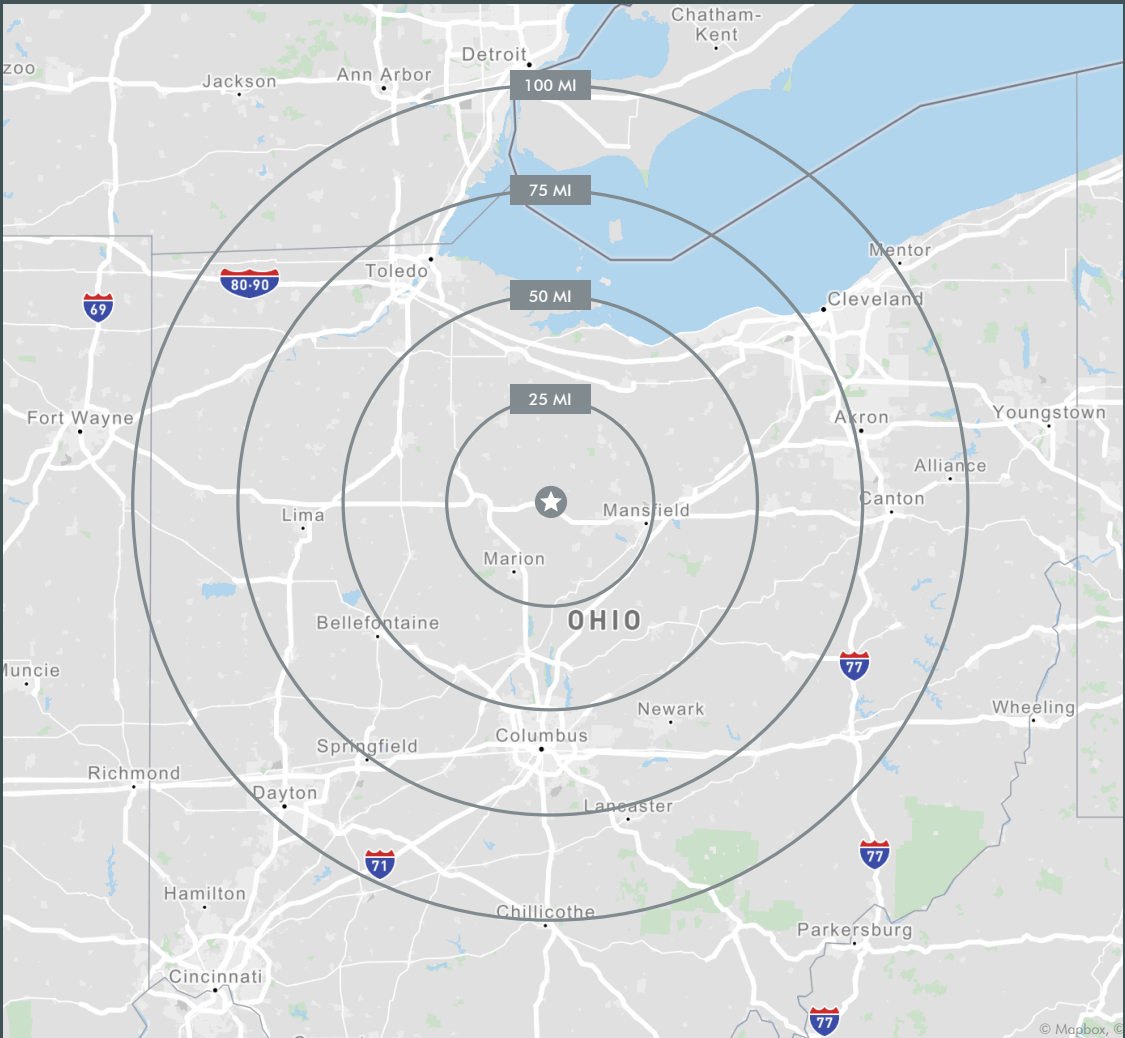 Chatham-
Kent
Detroit
zoo
Jackson
Ann Arbor
100 MI
75 MI
Mentor
Toledo
80-90
50 MI
69
Cleveland
25 MI
Fort Wayne
Akron
Youngstown
Alliance
Canton
Lima
Mansfield
Marion
OHIO
Bellefontaine
77
Muncie
Newark
Wheeling
Columbus
Springfield
Richmond
Dayton
Lancaster
77
71
Hamilton
Chillicothe
Parkersburg
Cincinnati
77
© Mapbox, ©